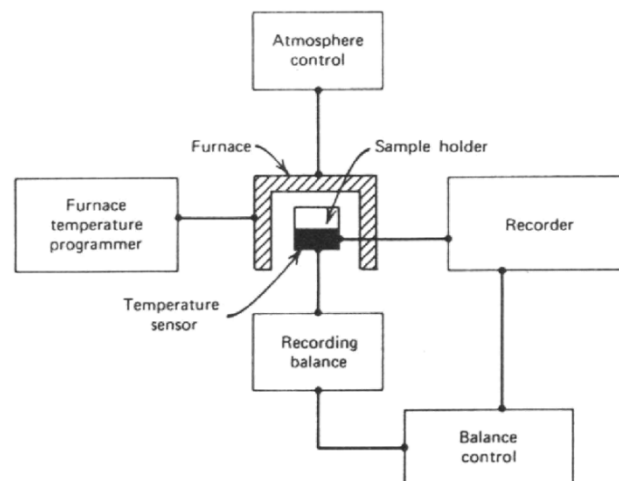 Atmosphere
control
Furnace
Sample holder
Furnace
temperature
programmer
Recorder
Temperature
sensor
Recording
balance
Balance
control